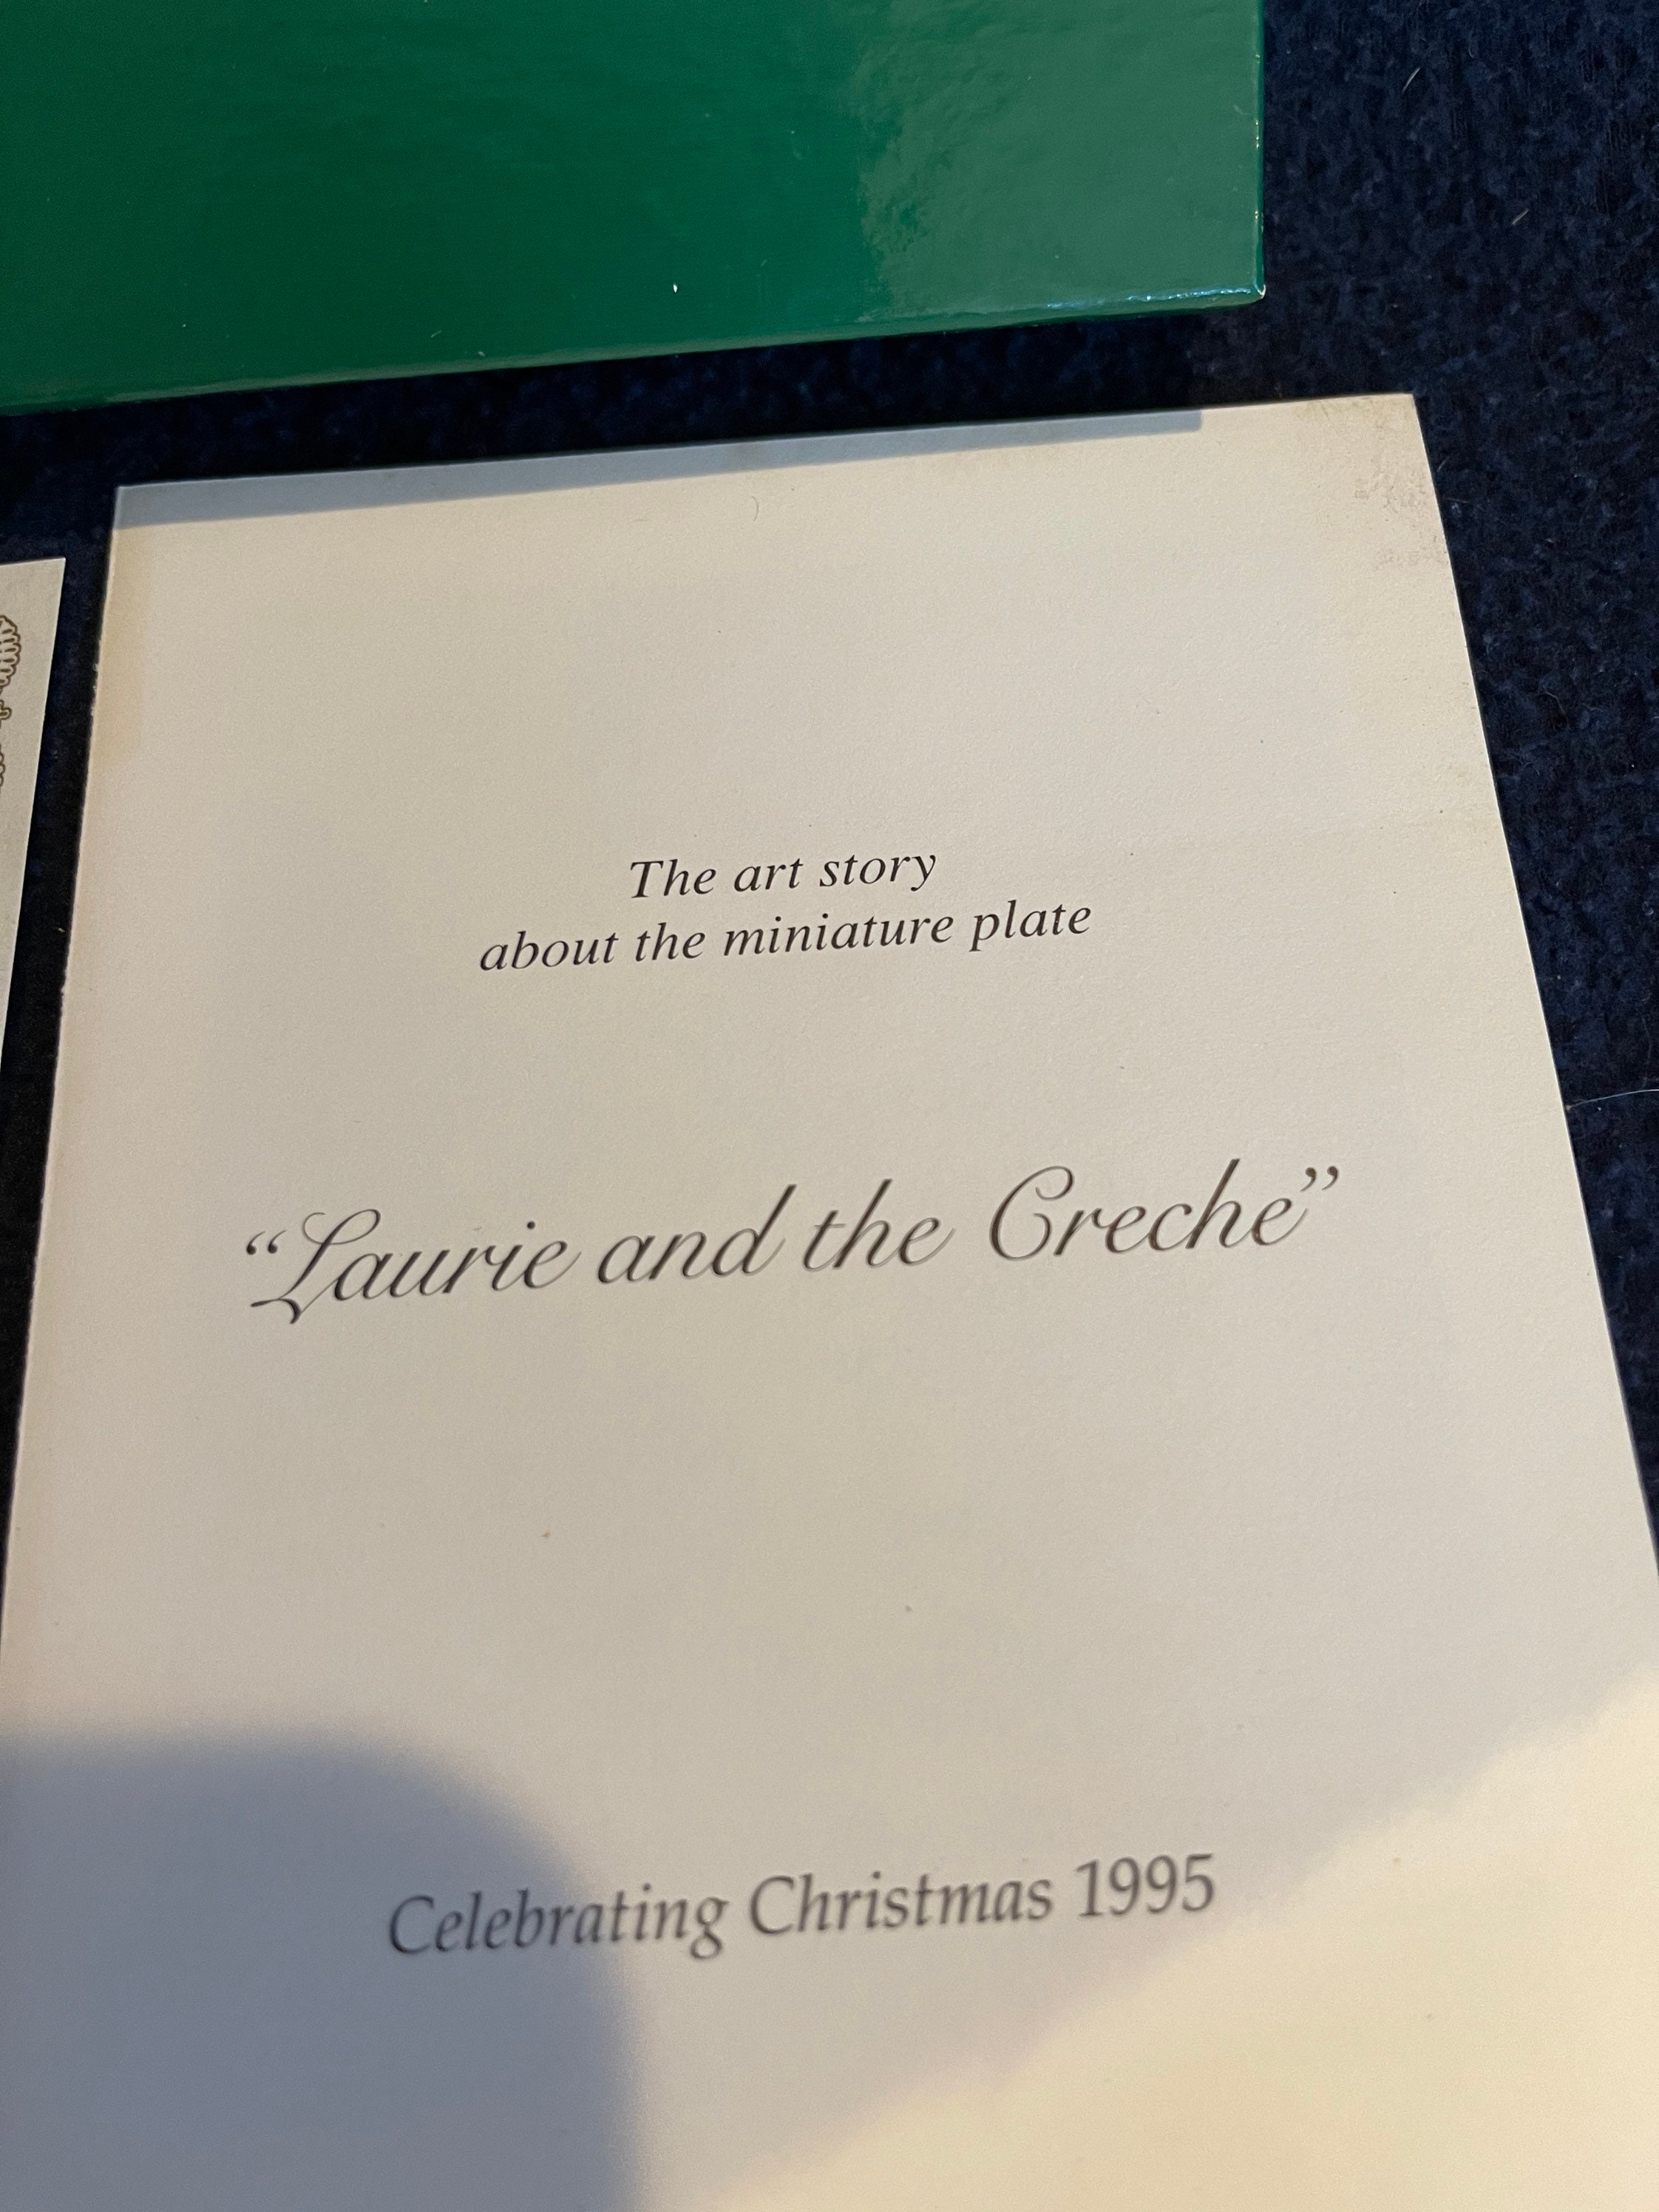 The art story
about the miniature plate
“Laurie and the Creche”
Celebrating Christmas 1995